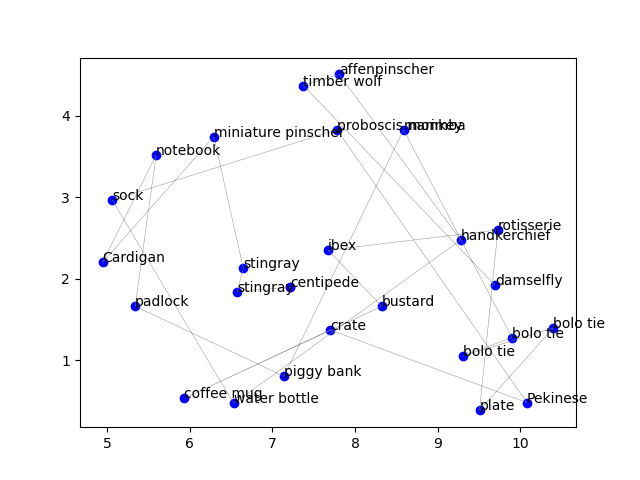 affenpinscher
timber wolf
proboscis monkey
marimba
miniature pinscher
notebook
sock
rotisserie
handkerchief
ibex
Cardigan
stingray
damselfly
centipede
stingray
padlock
bustard
bolo tie
crate
bolo tie
bolo tie
piggy bank
coffee mug
water bottle
Pekinese
plate
4
3
2
1
5
6
7
8
9
10